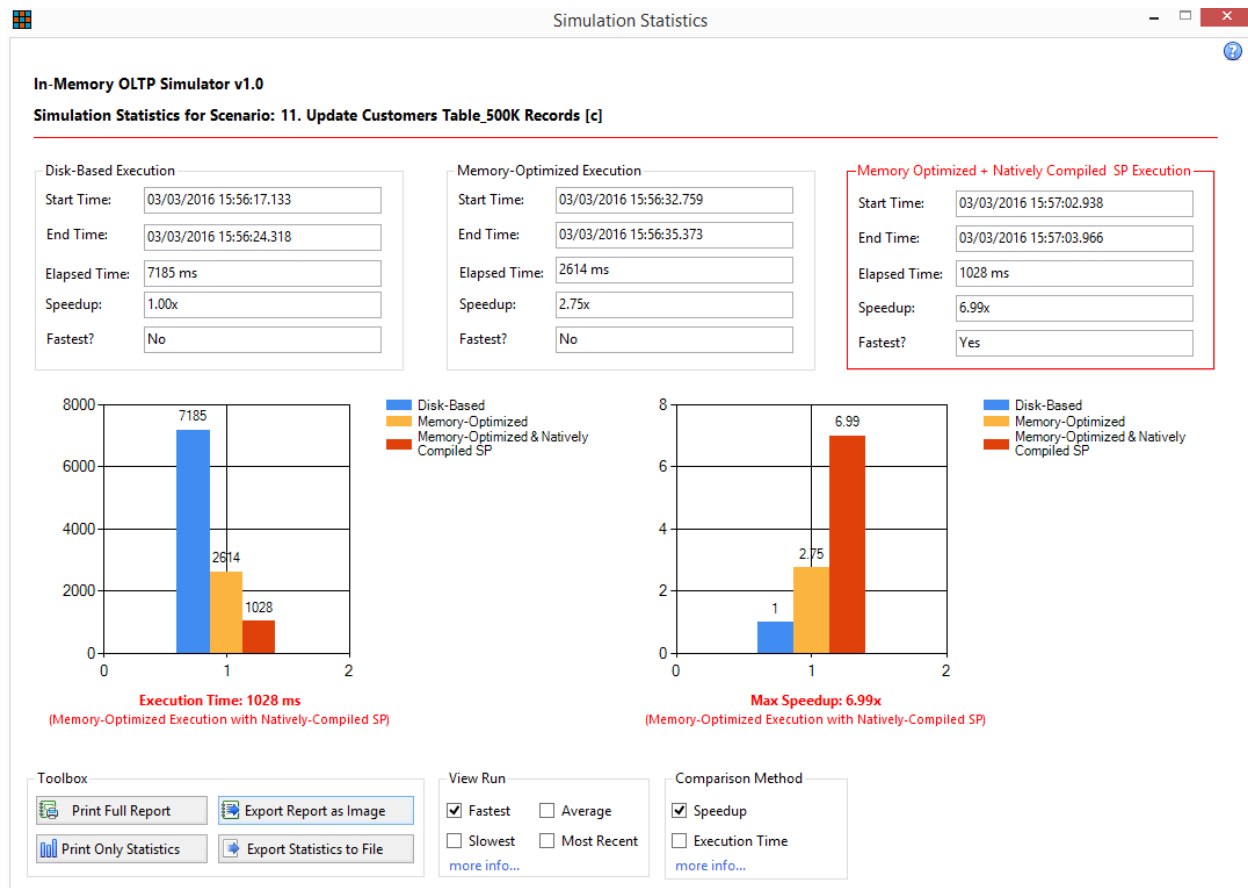 Simulation Statistics
In-Memory OLTP Simulator v1.0
Simulation Statistics for Scenario: 11. Update Customers Table_500K Records [c]
Disk-Based Execution
Start Time: 03/03/2016 15:56:17.133
End Time: 03/03/2016 15:56:24.318
Elapsed Time: 7185 ms
Speedup: 1.00x
Fastest? No
Memory-Optimized Execution
Start Time: 03/03/2016 15:56:32.759
End Time: 03/03/2016 15:56:35.373
Elapsed Time: 2614 ms
Speedup: 2.75x
Fastest? No
Memory Optimized + Natively Compiled SP Execution
Start Time: 03/03/2016 15:57:02.938
End Time: 03/03/2016 15:57:03.966
Elapsed Time: 1028 ms
Speedup: 6.99x
Fastest? Yes
8000
6000
4000
2000
0
7185
2614
1028
0 1 2
Disk-Based
Memory-Optimized
Memory-Optimized & Natively
Compiled SP
Execution Time: 1028 ms
(Memory-Optimized Execution with Natively-Compiled SP)
8
6
4
2
0
1
2.75
6.99
0 1 2
Disk-Based
Memory-Optimized
Memory-Optimized & Natively
Compiled SP
Max Speedup: 6.99x
(Memory-Optimized Execution with Natively-Compiled SP)
Toolbox
Print Full Report Export Report as Image
Print Only Statistics Export Statistics to File
View Run
Fastest Average
Slowest Most Recent
more info...
Comparison Method
Speedup
Execution Time
more info...